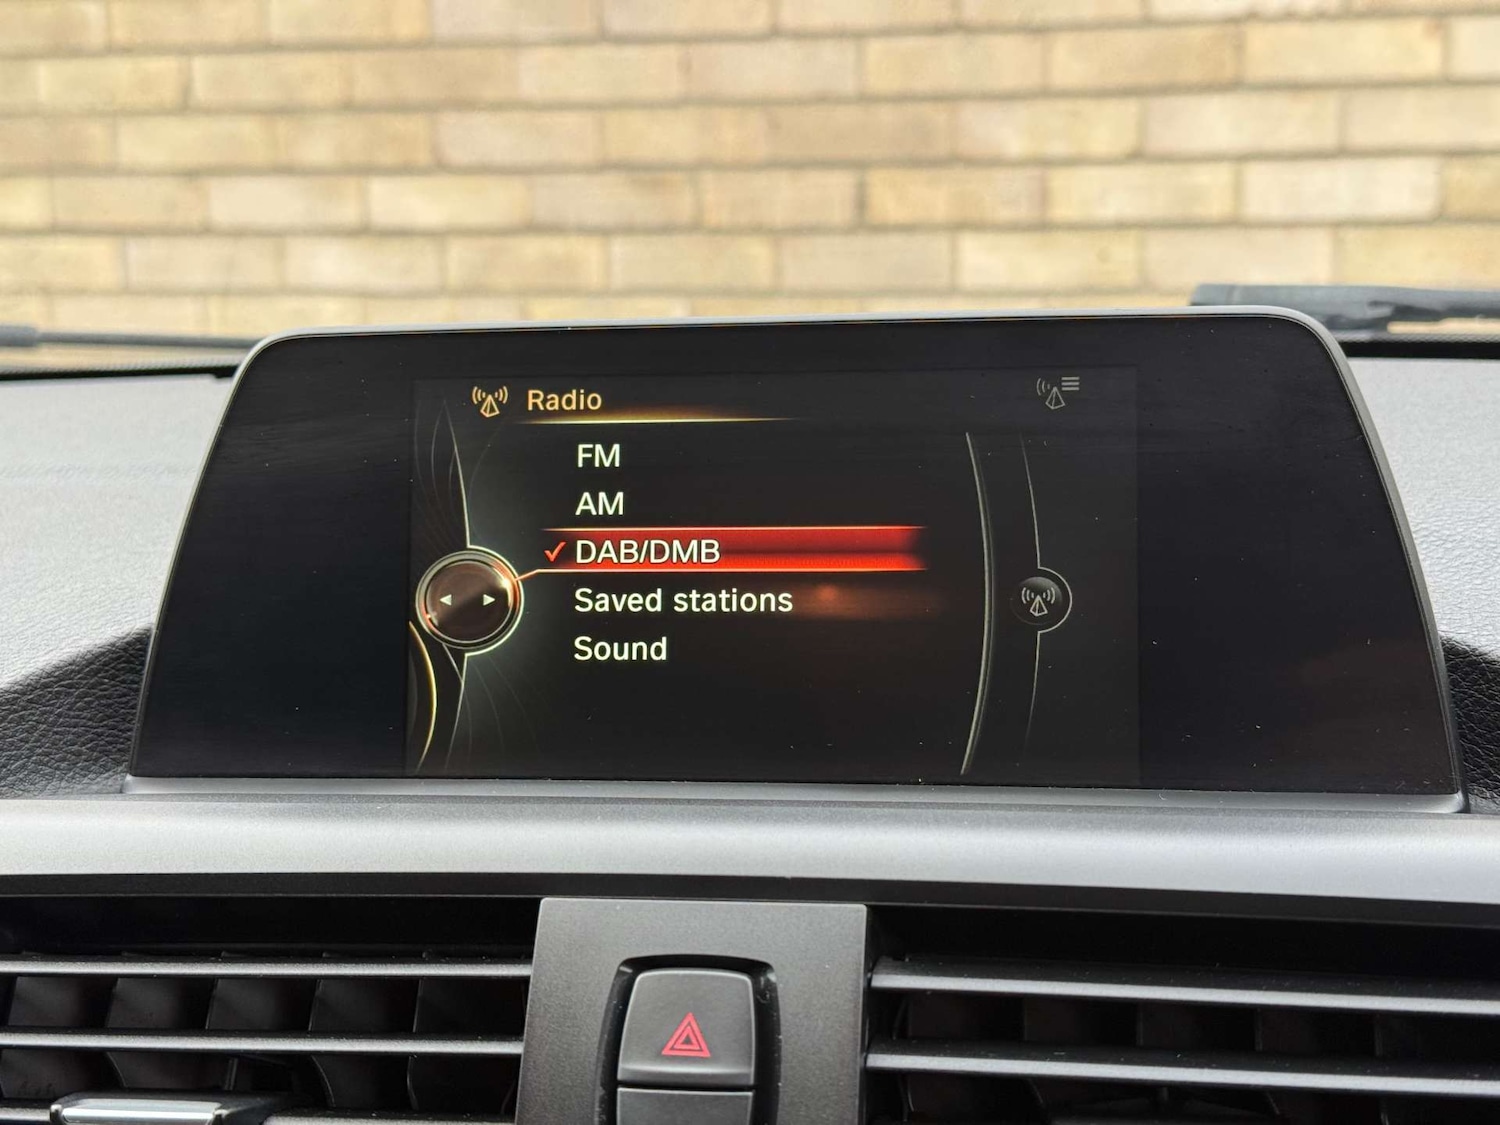 Radio
FM
AM
DAB/DMB
Saved stations
Sound